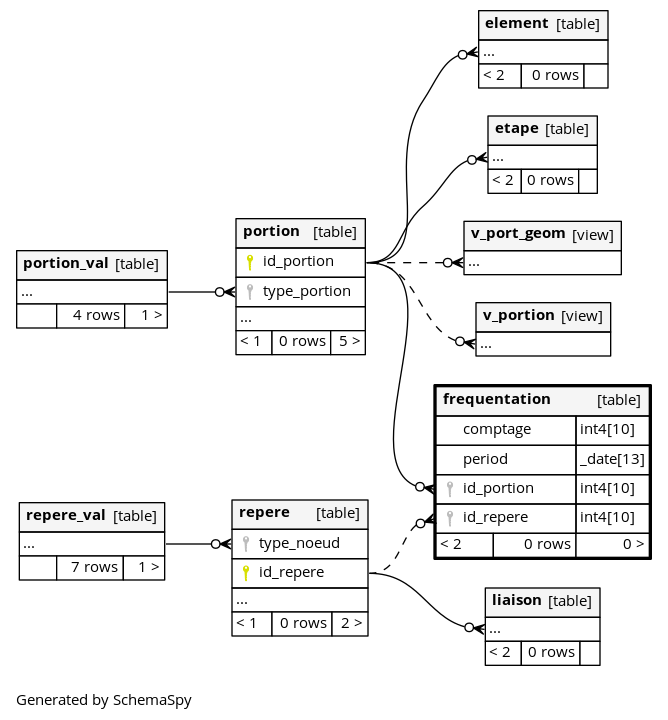 element [table]
...
< 2 0 rows
etape [table]
...
< 2 0 rows
portion [table]
id_portion
type_portion
...
< 1 0 rows 5 >
v_port_geom [view]
...
portion_val [table]
...
4 rows 1 >
v_portion [view]
...
frequentation [table]
comptage int4[10]
period _date[13]
id_portion int4[10]
id_repere int4[10]
< 2 0 rows 0 >
repere_val [table]
...
7 rows 1 >
repere [table]
type_noeud
id_repere
...
< 1 0 rows 2 >
liaison [table]
...
< 2 0 rows
Generated by SchemaSpy